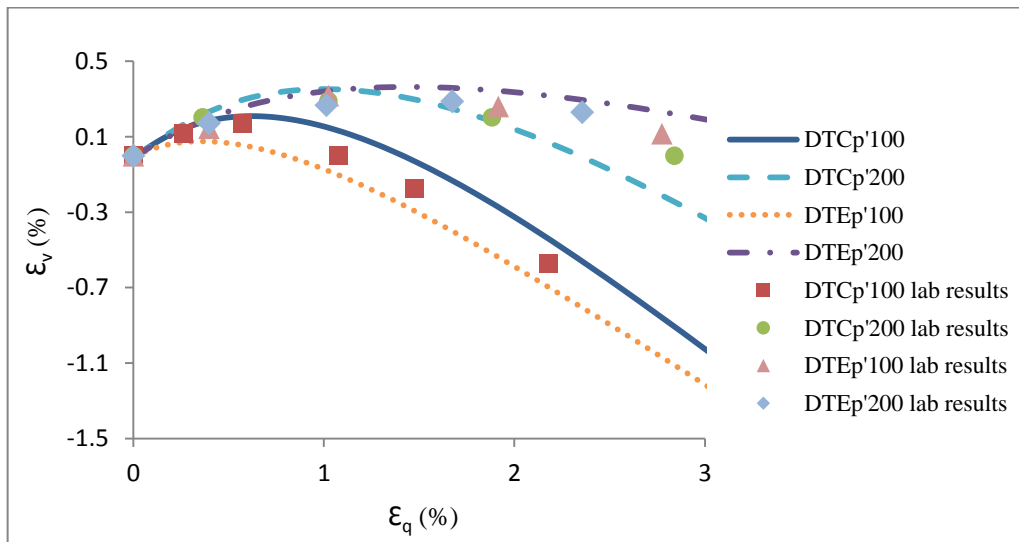 0.5
0.1
-0.3
-0.7
-1.1
-1.5
Ɛv (%)
0 1 2 3
Ɛq (%)
DTCp'100
DTCp'200
DTEp'100
DTEp'200
DTCp'100 lab results
DTCp'200 lab results
DTEp'100 lab results
DTEp'200 lab results